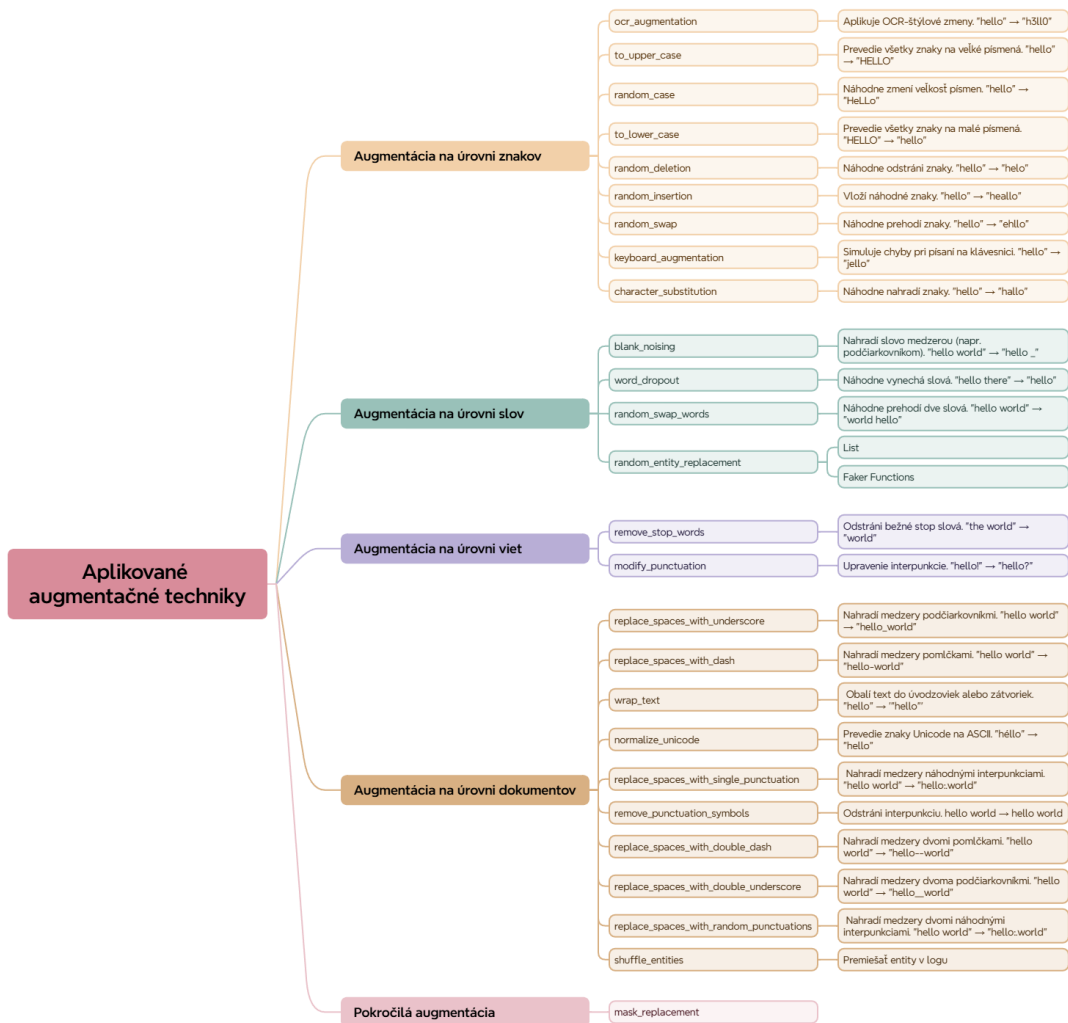 Aplikované
augmentačné techniky
Augmentácia na úrovni znakov
ocr_augmentation
Aplikuje OCR-štýlové zmeny. "hello" → "h3ll0"
to_upper_case
Prevedie všetky znaky na veľké písmená. "hello"
→ "HELLO"
random_case
Náhodne zmení veľkosť písmen. "hello" →
"HeLLo"
to_lower_case
Prevedie všetky znaky na malé písmená.
"HELLO" → "hello"
random_deletion
Náhodne odstráni znaky. "hello" → "helo"
random_insertion
Vloží náhodné znaky. "hello" → "heallo"
random_swap
Náhodne prehodí znaky. "hello" → "ehllo"
keyboard_augmentation
Simuluje chyby pri písaní na klávesnici. "hello" →
"jello"
character_substitution
Náhodne nahradí znaky. "hello" → "hallo"
Augmentácia na úrovni slov
blank_noising
Nahradí slovo medzerou (napr.
podčiarkovníkom). "hello world" → "hello _"
word_dropout
Náhodne vynechá slová. "hello there" → "hello"
random_swap_words
Náhodne prehodí dve slová. "hello world" →
"world hello"
random_entity_replacement
List
Faker Functions
Augmentácia na úrovni viet
remove_stop_words
Odstráni bežné stop slová. "the world" →
"world"
modify_punctuation
Upravenie interpunkcie. "hello!" → "hello?"
Augmentácia na úrovni dokumentov
replace_spaces_with_underscore
Nahradí medzery podčiarkovníkmi. "hello world"
→ "hello_world"
replace_spaces_with_dash
Nahradí medzery pomlčkami. "hello world" →
"hello-world"
wrap_text
Obalí text do úvodzoviek alebo zátvoriek.
"hello" → '"hello"'
normalize_unicode
Prevedie znaky Unicode na ASCII. "héllo" →
"hello"
replace_spaces_with_single_punctuation
Nahradí medzery náhodnými interpunkciami.
"hello world" → "hello:.world"
remove_punctuation_symbols
Odstráni interpunkciu. hello world → hello world
replace_spaces_with_double_dash
Nahradí medzery dvomi pomlčkami. "hello
world" → "hello--world"
replace_spaces_with_double_underscore
Nahradí medzery dvoma podčiarkovníkmi. "hello
world" → "hello__world"
replace_spaces_with_random_punctuations
Nahradí medzery dvomi náhodnými
interpunkciami. "hello world" → "hello:.world"
shuffle_entities
Premiešať entity v logu
Pokročilá augmentácia
mask_replacement